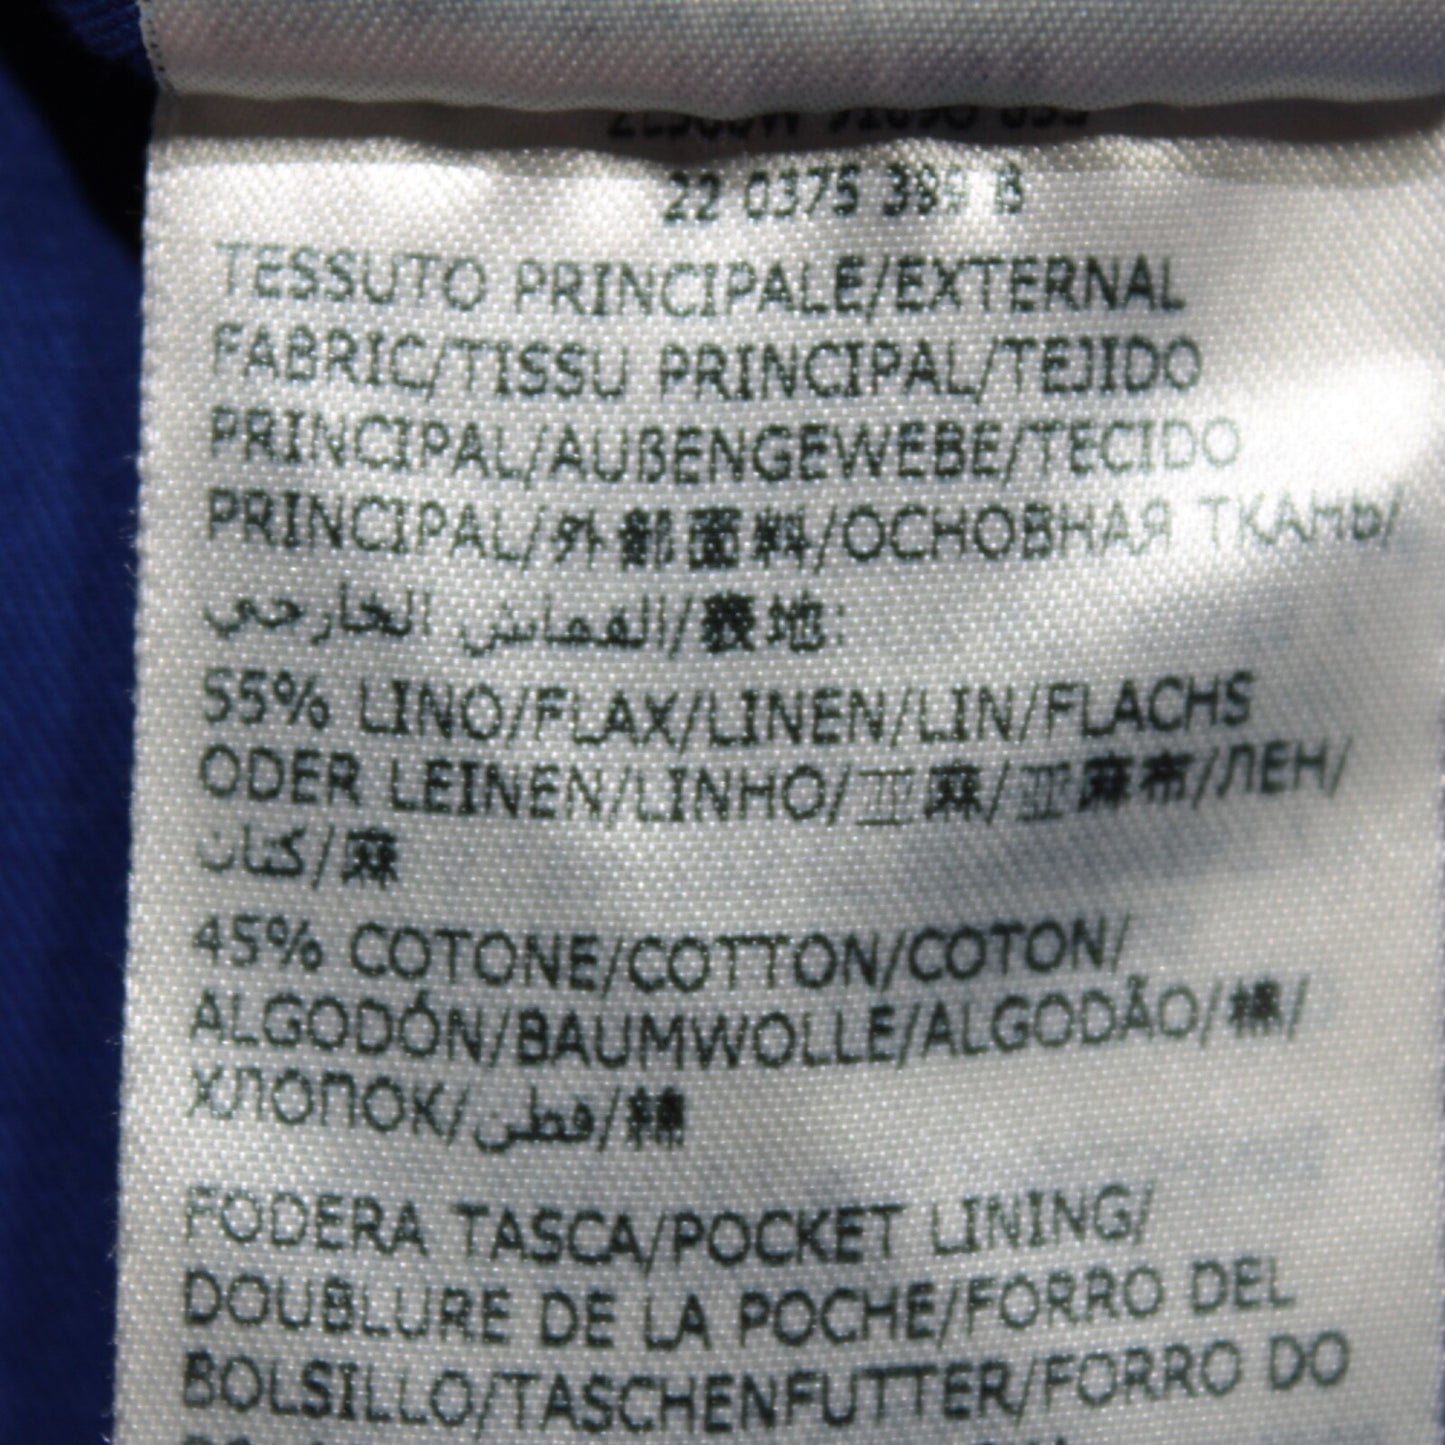 22 0375 389 B
TESSUTO PRINCIPALE/EXTERNAL
FABRIC/TISSU PRINCIPAL/TEJIDO
PRINCIPAL/AUßENGEWEBE/TECIDO
PRINCIPAL/外部面料/ОСНОВНАЯ ТКАНЬ/
القماش الخارجي/表地:
55% LINO/FLAX/LINEN/LIN/FLACHS
ODER LEINEN/LINHO/亚麻/亚麻布/ЛЕН/
كتان/麻
45% COTONE/COTTON/COTON/
ALGODÓN/BAUMWOLLE/ALGODÃO/棉/
ХЛОПОК/قطن/綿
FODERA TASCA/POCKET LINING/
DOUBLURE DE LA POCHE/FORRO DEL
BOLSILLO/TASCHENFUTTER/FORRO DO